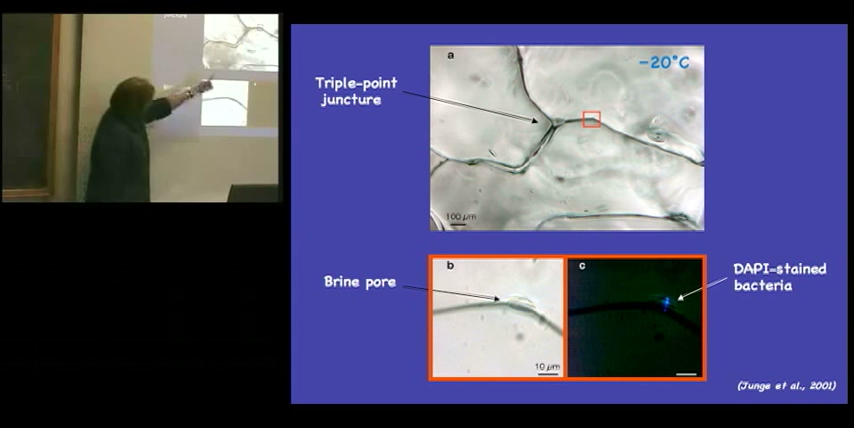 a
-20°C
Triple-point
juncture
100 µm
b
c
Brine pore
DAPI-stained
bacteria
10 µm
(Junge et al., 2001)